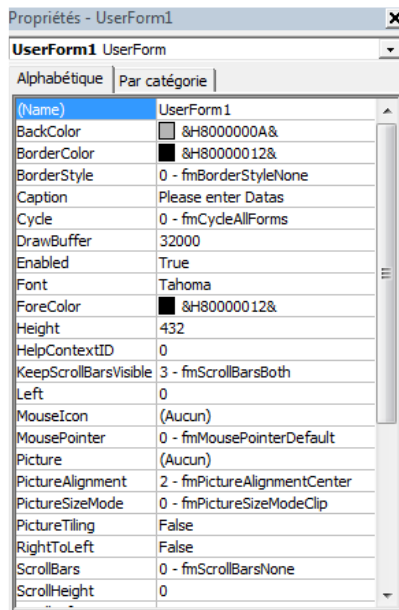 Propriétés - UserForm1
UserForm1 UserForm
Alphabétique Par catégorie
(Name) UserForm1
BackColor &H8000000A&
BorderColor &H80000012&
BorderStyle 0 - fmBorderStyleNone
Caption Please enter Datas
Cycle 0 - fmCycleAllForms
DrawBuffer 32000
Enabled True
Font Tahoma
ForeColor &H80000012&
Height 432
HelpContextID 0
KeepScrollBarsVisible 3 - fmScrollBarsBoth
Left 0
MouseIcon (Aucun)
MousePointer 0 - fmMousePointerDefault
Picture (Aucun)
PictureAlignment 2 - fmPictureAlignmentCenter
PictureSizeMode 0 - fmPictureSizeModeClip
PictureTiling False
RightToLeft False
ScrollBars 0 - fmScrollBarsNone
ScrollHeight 0